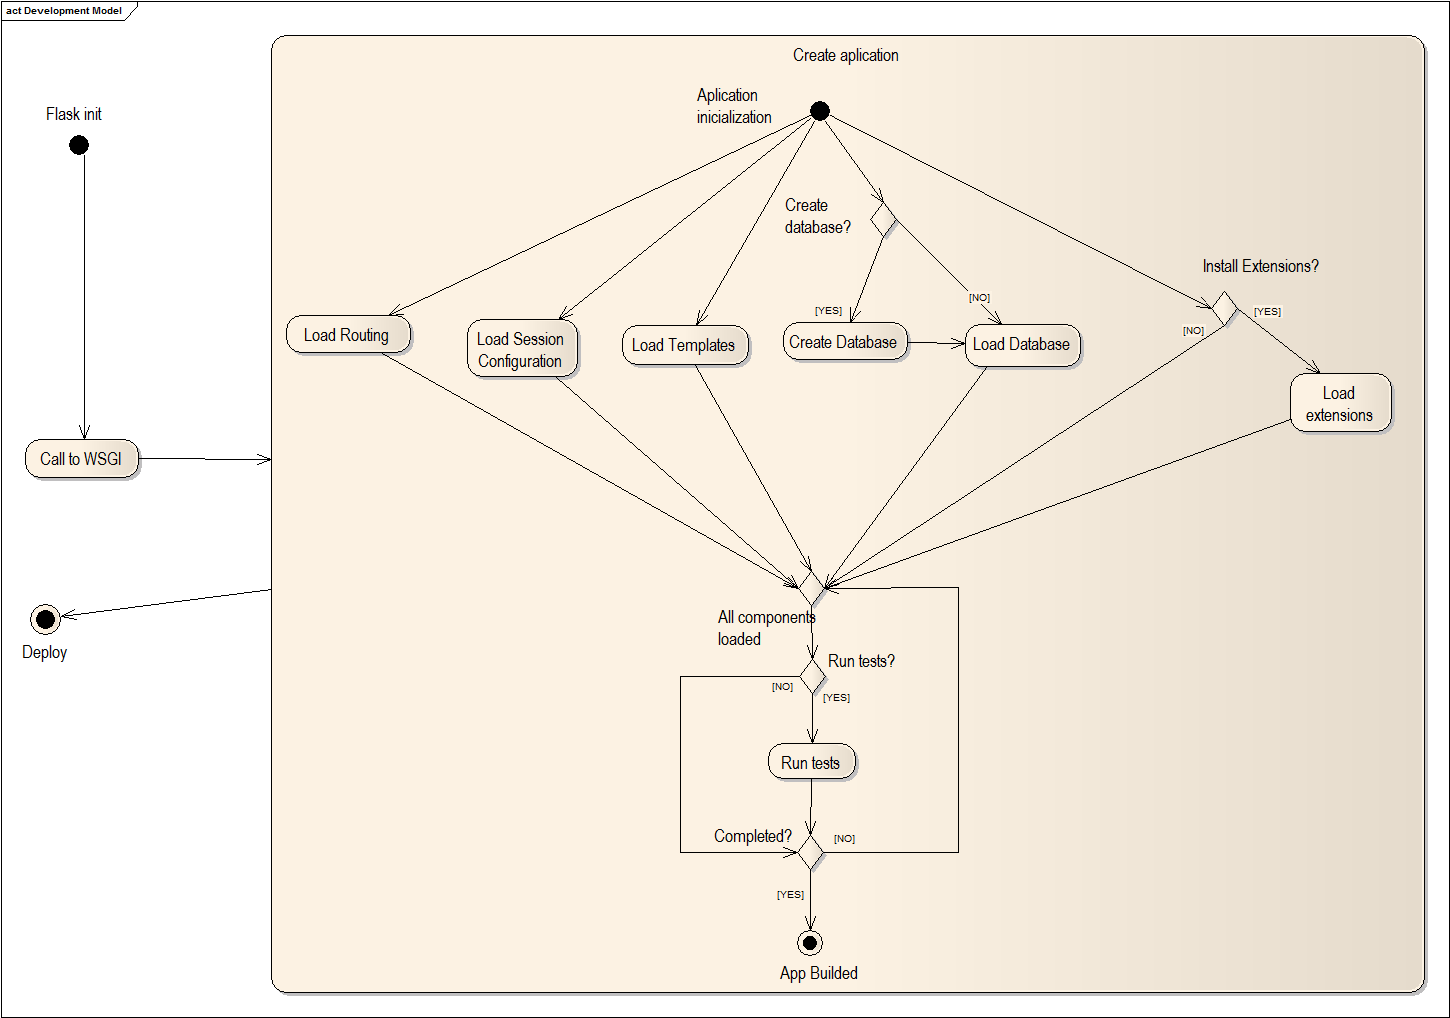 act Development Model
Create aplication
Flask init
Aplication
inicialization
Create
database?
Install Extensions?
[NO]
[YES]
[YES]
[NO]
Load Routing
Load Session
Configuration
Load Templates
Create Database
Load Database
Load
extensions
Call to WSGI
All components
loaded
Deploy
Run tests?
[NO]
[YES]
Run tests
Completed?
[NO]
[YES]
App Builded